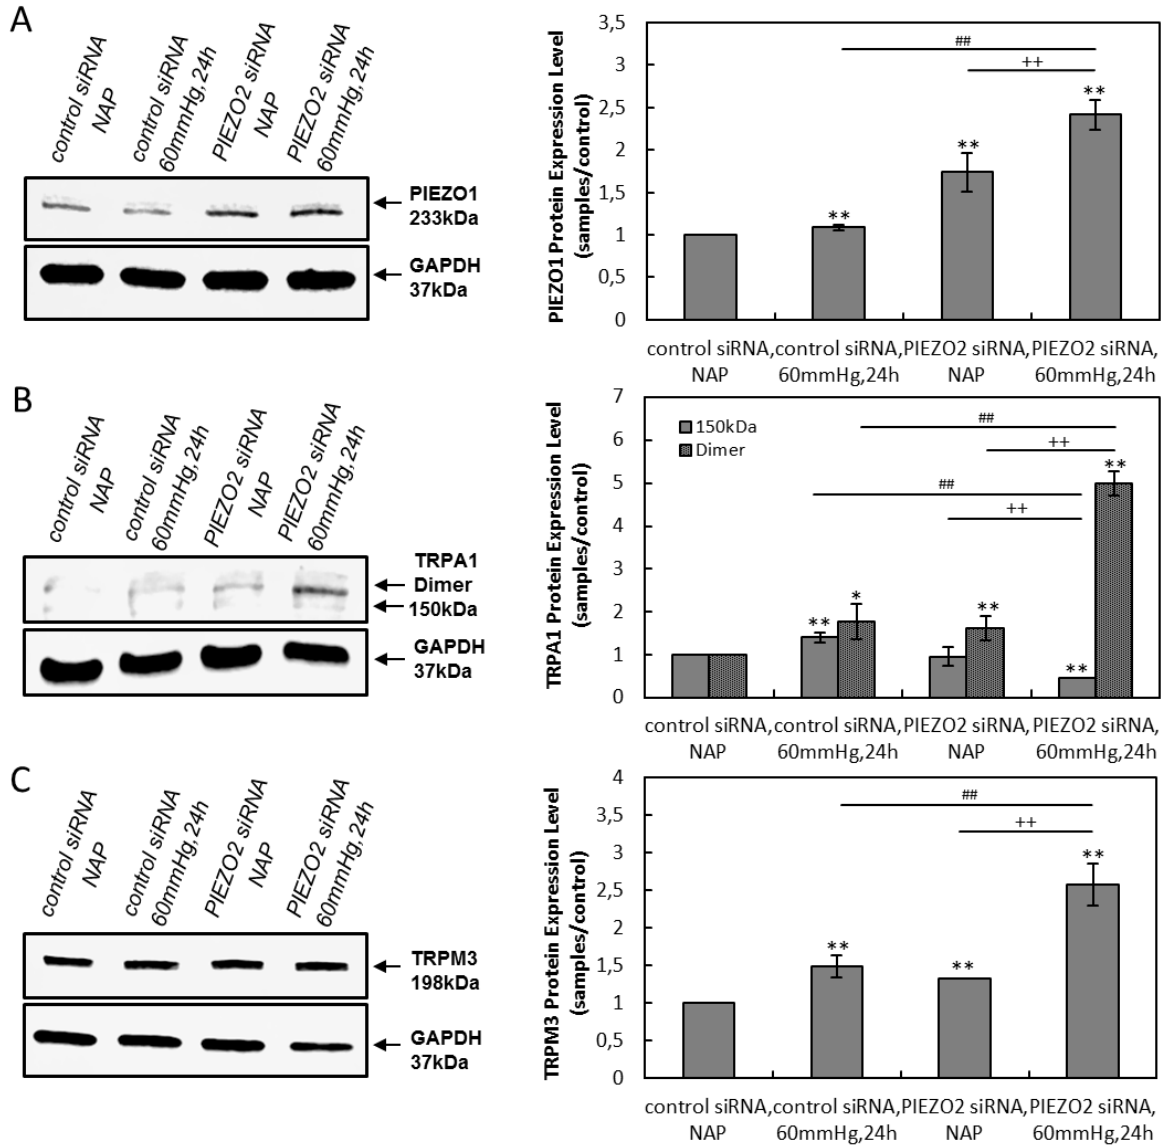 A
control siRNA
NAP
control siRNA
60mmHg,24h
PIEZO2 siRNA
NAP
PIEZO2 siRNA
60mmHg,24h
PIEZO1
233kDa
GAPDH
37kDa
PIEZO1 Protein Expression Level
(samples/control)
3,5
3
2,5
2
1,5
1
0,5
0
##
++
**
**
**
control siRNA,
NAP
control siRNA,
60mmHg,24h
PIEZO2 siRNA,
NAP
PIEZO2 siRNA,
60mmHg,24h
B
control siRNA
NAP
control siRNA
60mmHg,24h
PIEZO2 siRNA
NAP
PIEZO2 siRNA
60mmHg,24h
TRPA1
Dimer
150kDa
GAPDH
37kDa
TRPA1 Protein Expression Level
(samples/control)
7
6
5
4
3
2
1
0
150kDa
Dimer
##
++
**
##
++
**
*
**
**
control siRNA,
NAP
control siRNA,
60mmHg,24h
PIEZO2 siRNA,
NAP
PIEZO2 siRNA,
60mmHg,24h
C
control siRNA
NAP
control siRNA
60mmHg,24h
PIEZO2 siRNA
NAP
PIEZO2 siRNA
60mmHg,24h
TRPM3
198kDa
GAPDH
37kDa
TRPM3 Protein Expression Level
(samples/control)
4
3,5
3
2,5
2
1,5
1
0,5
0
##
++
**
**
**
control siRNA,
NAP
control siRNA,
60mmHg,24h
PIEZO2 siRNA,
NAP
PIEZO2 siRNA,
60mmHg,24h